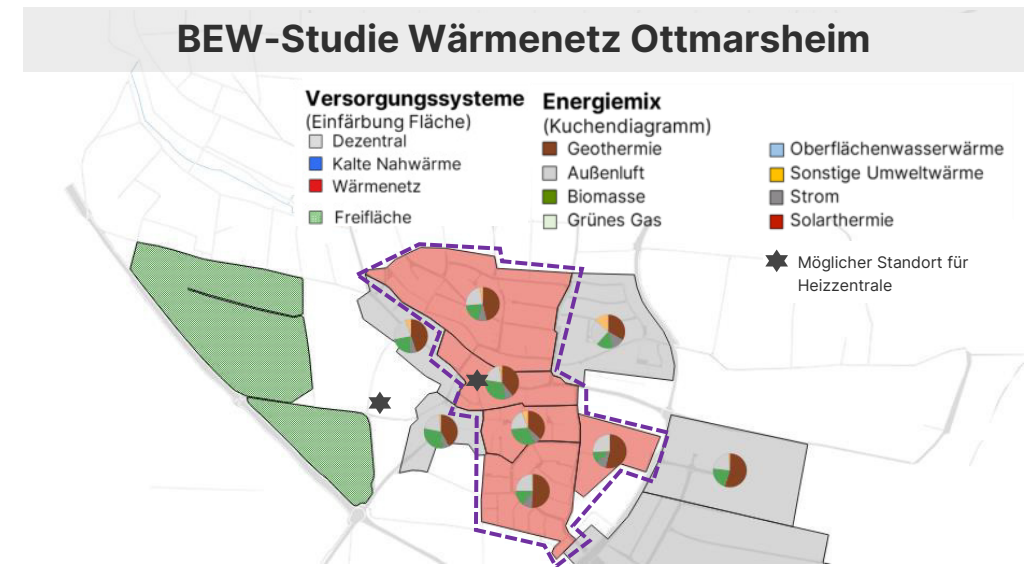 BEW-Studie Wärmenetz Ottmarsheim
Versorgungssysteme
(Einfärbung Fläche)
Dezentral
Kalte Nahwärme
Wärmenetz
Freifläche
Energiemix
(Kuchendiagramm)
Geothermie
Außenluft
Biomasse
Grünes Gas
Oberflächenwasserwärme
Sonstige Umweltwärme
Strom
Solarthermie
Möglicher Standort für
Heizzentrale